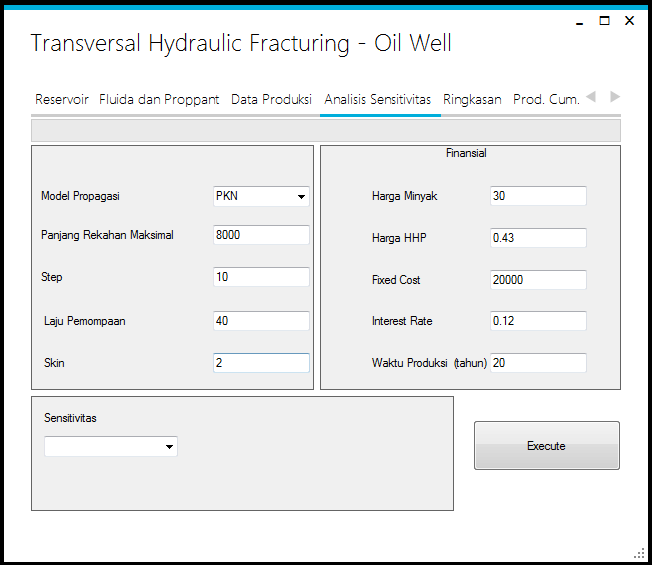 Transversal Hydraulic Fracturing - Oil Well
Reservoir Fluida dan Proppant Data Produksi Analisis Sensitivitas Ringkasan Prod. Cum.
Model Propagasi PKN
Panjang Rekahan Maksimal 8000
Step 10
Laju Pemompaan 40
Skin 2
Finansial
Harga Minyak 30
Harga HHP 0.43
Fixed Cost 20000
Interest Rate 0.12
Waktu Produksi (tahun) 20
Sensitivitas
Execute